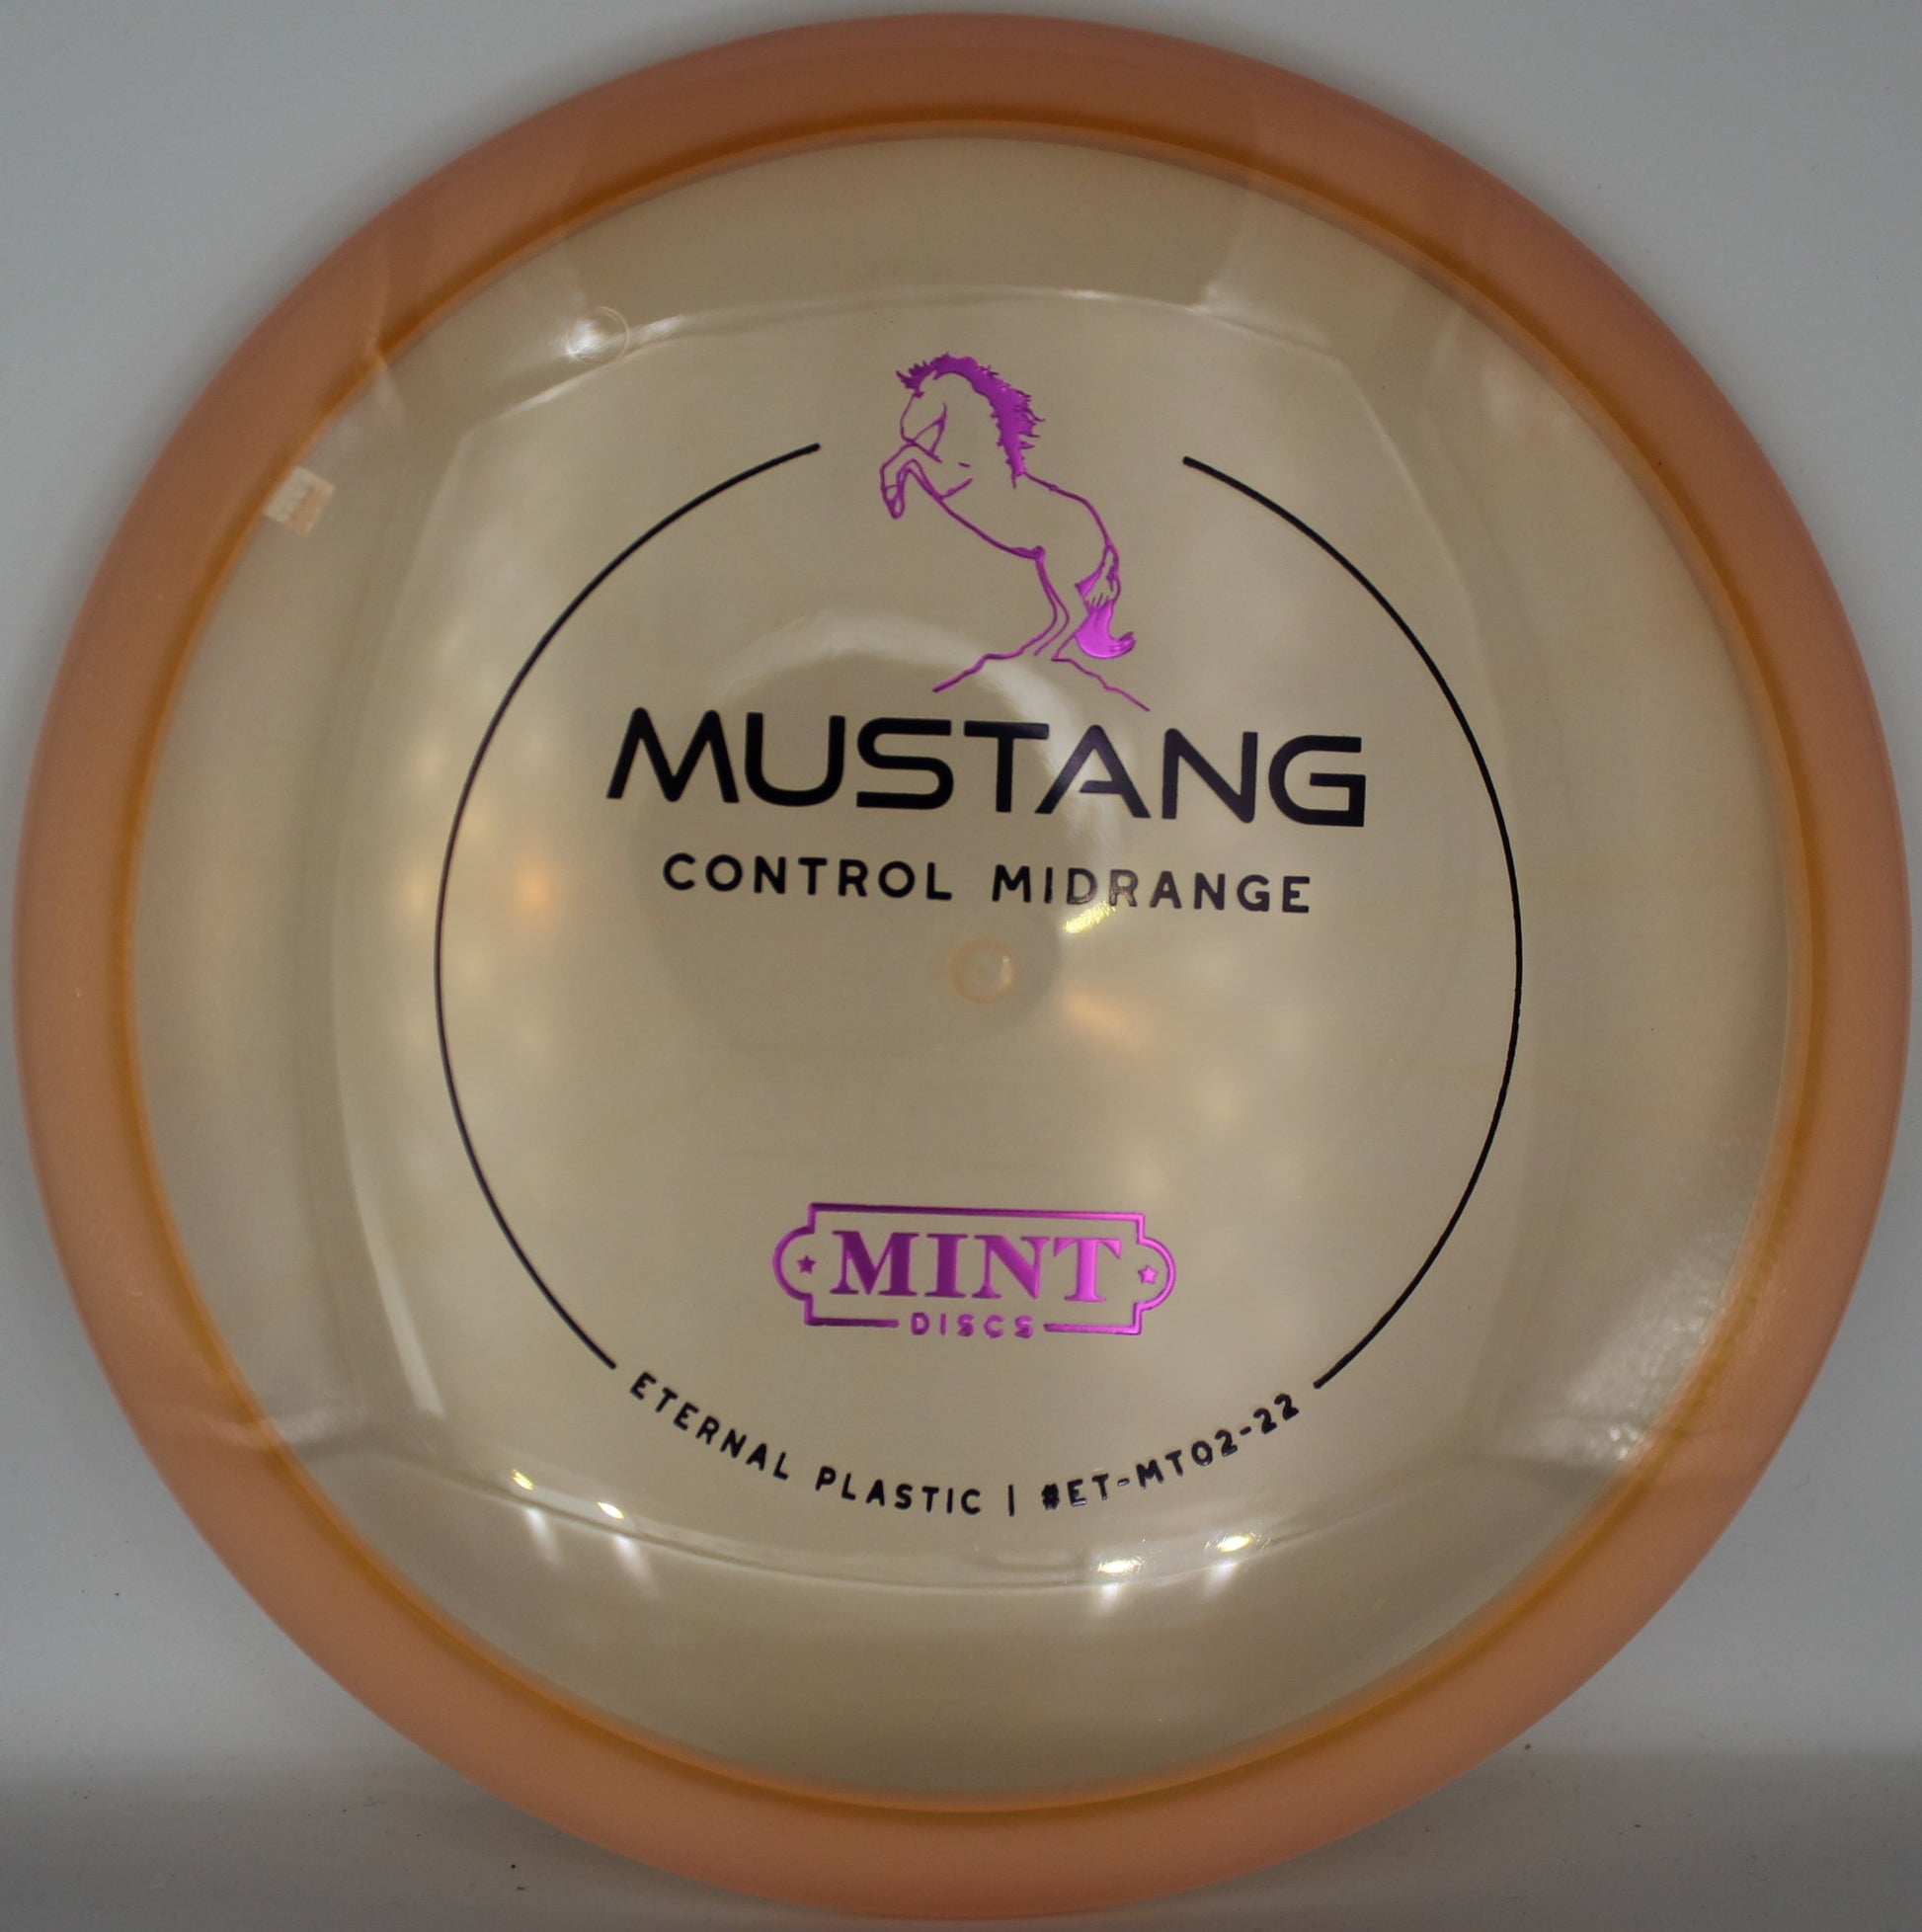 MUSTANG
CONTROL MIDRANGE
MINT
DISCS
ETERNAL PLASTIC | #ET-MT02-22